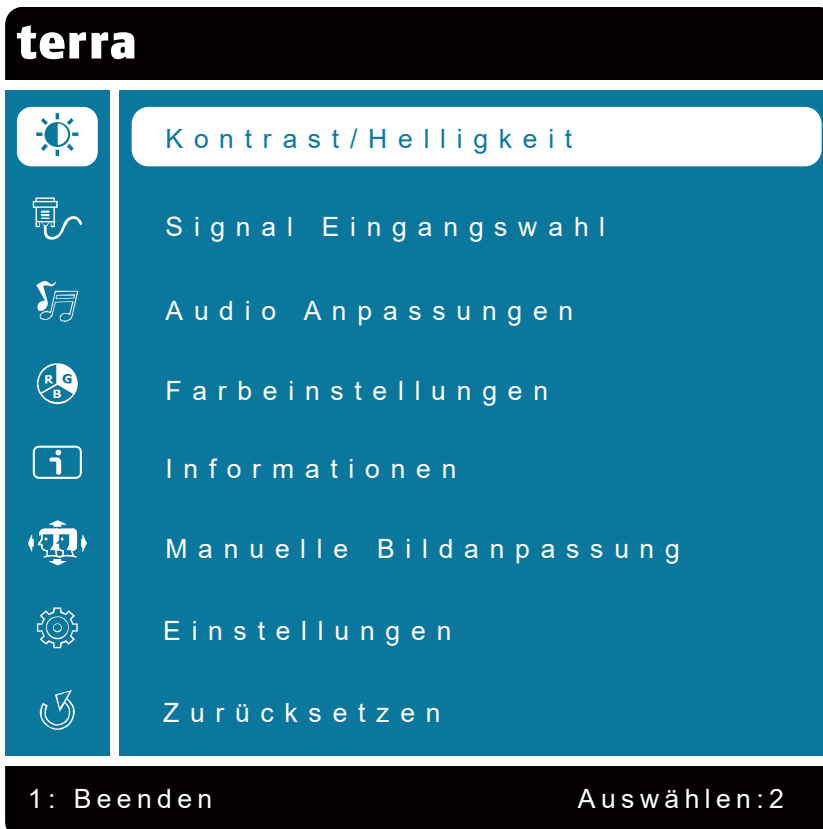 terra
Kontrast/Helligkeit
Signal Eingangswahl
Audio Anpassungen
R G B
Farbeinstellungen
i
Informationen
Manuelle Bildanpassung
Einstellungen
Zurücksetzen
1: Beenden Auswählen:2